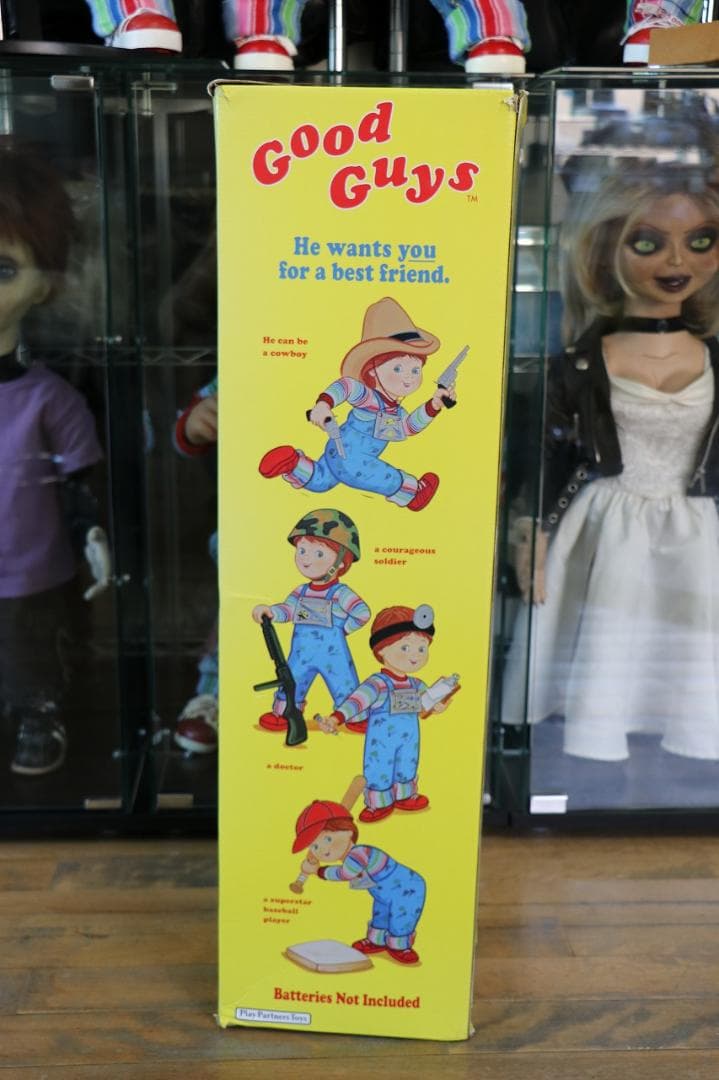 Good
Guys
TM
He wants you
for a best friend.
He can be
a cowboy
a courageous
soldier
a doctor
a superstar
baseball
player
Batteries Not Included
Play Partners Toys